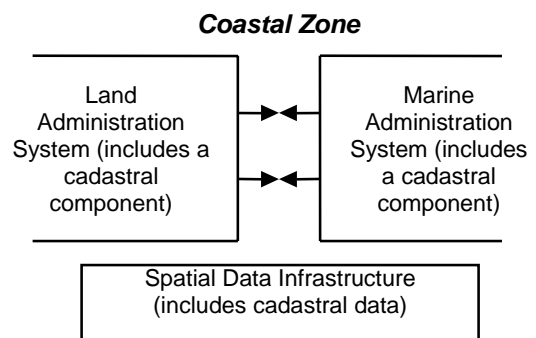 Coastal Zone
Land
Administration
System (includes a
cadastral
component)
Marine
Administration
System (includes
a cadastral
component)
Spatial Data Infrastructure
(includes cadastral data)